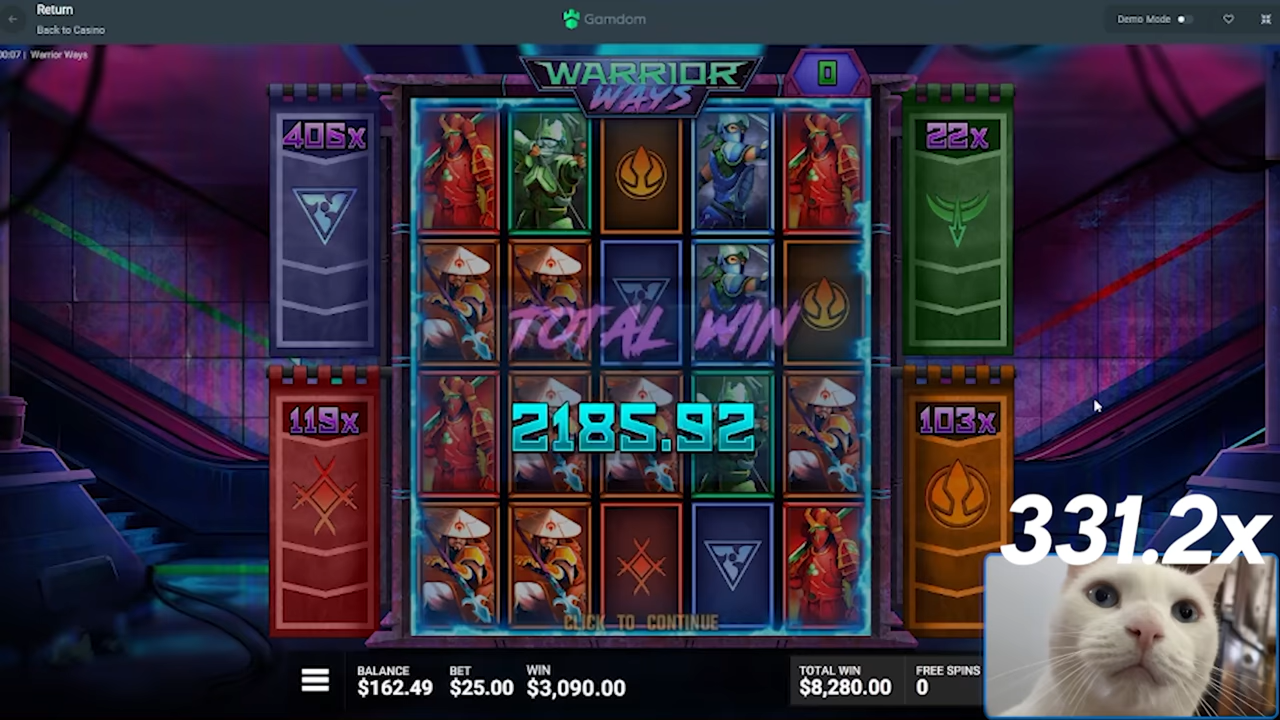 Return
Back to Casino
Gamdom
Demo Mode
00:07 | Warrior Ways
WARRIOR
WAYS
0
406x
22x
TOTAL WIN
2185.92
119x
103x
331.2x
CLICK TO CONTINUE
BALANCE
$162.49
BET
$25.00
WIN
$3,090.00
TOTAL WIN
$8,280.00
FREE SPINS
0